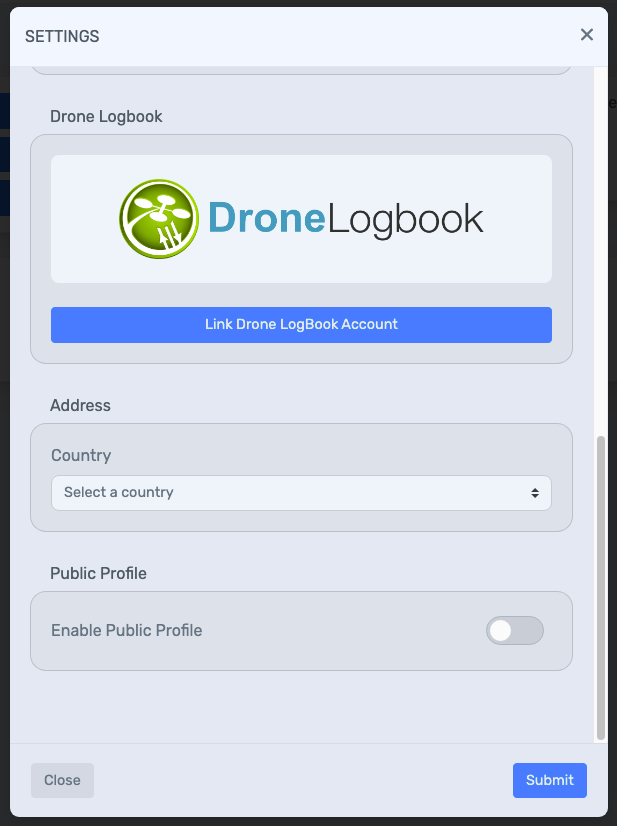 SETTINGS
Drone Logbook
DroneLogbook
Link Drone LogBook Account
Address
Country
Select a country
Public Profile
Enable Public Profile
Close
Submit